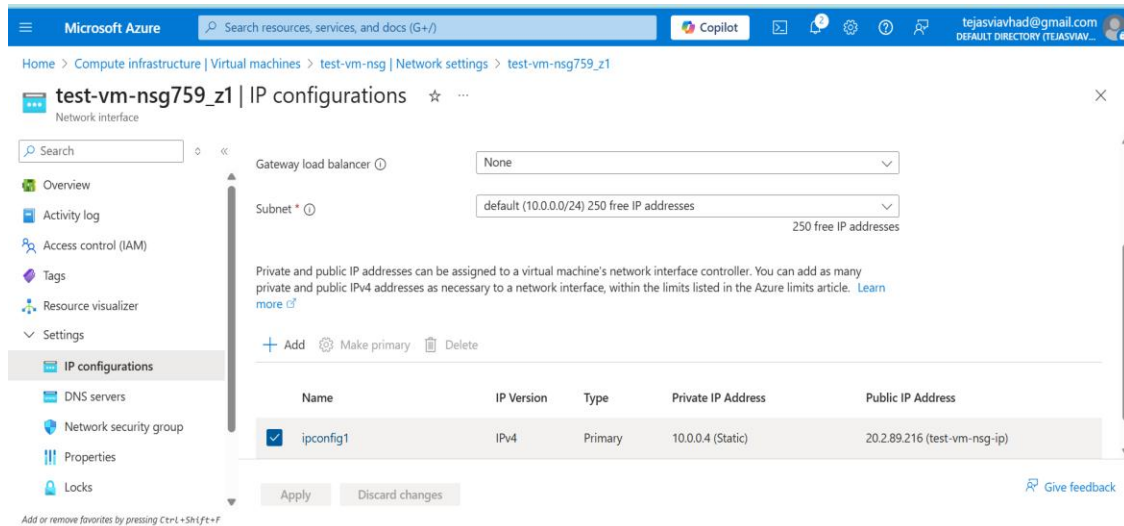 Microsoft Azure
Search resources, services, and docs (G+/)
Copilot
2
tejasviavhad@gmail.com
DEFAULT DIRECTORY (TEJASVIAV...
Home > Compute infrastructure | Virtual machines > test-vm-nsg | Network settings > test-vm-nsg759_z1
test-vm-nsg759_z1 | IP configurations
Network interface
Search
Overview
Activity log
Access control (IAM)
Tags
Resource visualizer
Settings
IP configurations
DNS servers
Network security group
Properties
Locks
Add or remove favorites by pressing Ctrl+Shift+F
Gateway load balancer
None
Subnet *
default (10.0.0.0/24) 250 free IP addresses
250 free IP addresses
Private and public IP addresses can be assigned to a virtual machine's network interface controller. You can add as many
private and public IPv4 addresses as necessary to a network interface, within the limits listed in the Azure limits article. Learn
more
Add Make primary Delete
Name IP Version Type Private IP Address Public IP Address
ipconfig1 IPv4 Primary 10.0.0.4 (Static) 20.2.89.216 (test-vm-nsg-ip)
Apply Discard changes
Give feedback